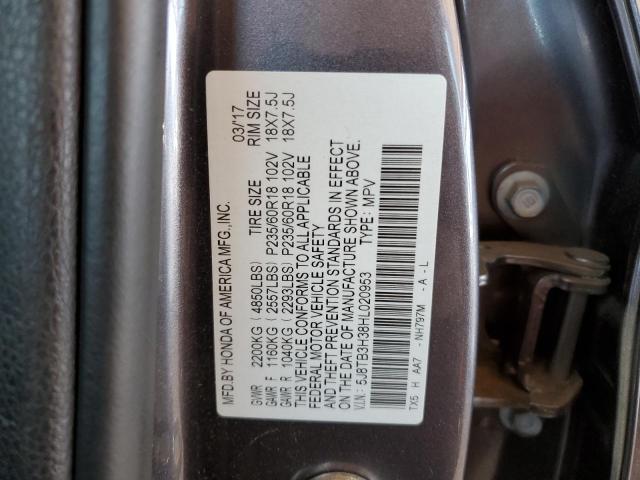 MFD.BY HONDA OF AMERICA MFG.,INC. 03/'17
TIRE SIZE RIM SIZE
GVWR 2200KG ( 4850LBS)
GAWR F 1160KG ( 2557LBS) P235/60R18 102V 18X7.5J
GAWR R 1040KG ( 2293LBS) P235/60R18 102V 18X7.5J
THIS VEHICLE CONFORMS TO ALL APPLICABLE
FEDERAL MOTOR VEHICLE SAFETY
AND THEFT PREVENTION STANDARDS IN EFFECT
ON THE DATE OF MANUFACTURE SHOWN ABOVE.
V.I.N.: 5J8TB3H38HL020953 TYPE: MPV
TX5 H AA7 - NH797M - A - L